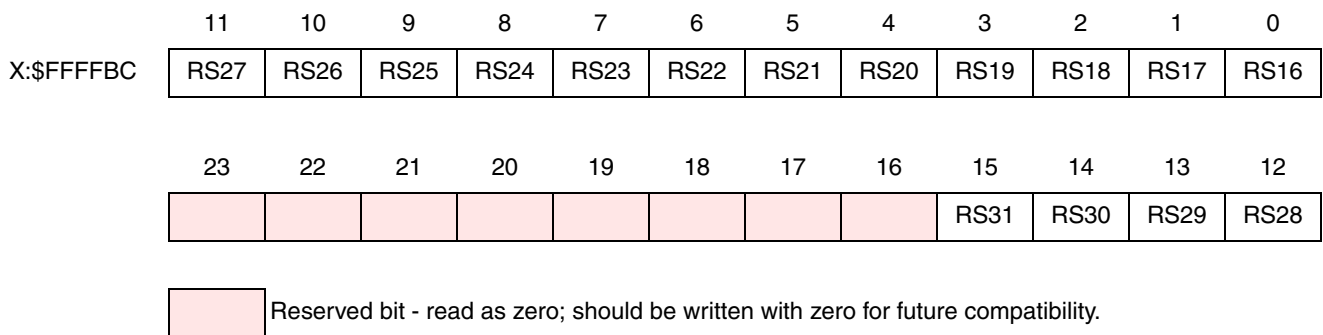 11 10 9 8 7 6 5 4 3 2 1 0
X:$FFFFBC RS27 RS26 RS25 RS24 RS23 RS22 RS21 RS20 RS19 RS18 RS17 RS16
23 22 21 20 19 18 17 16 15 14 13 12
RS31 RS30 RS29 RS28
Reserved bit - read as zero; should be written with zero for future compatibility.